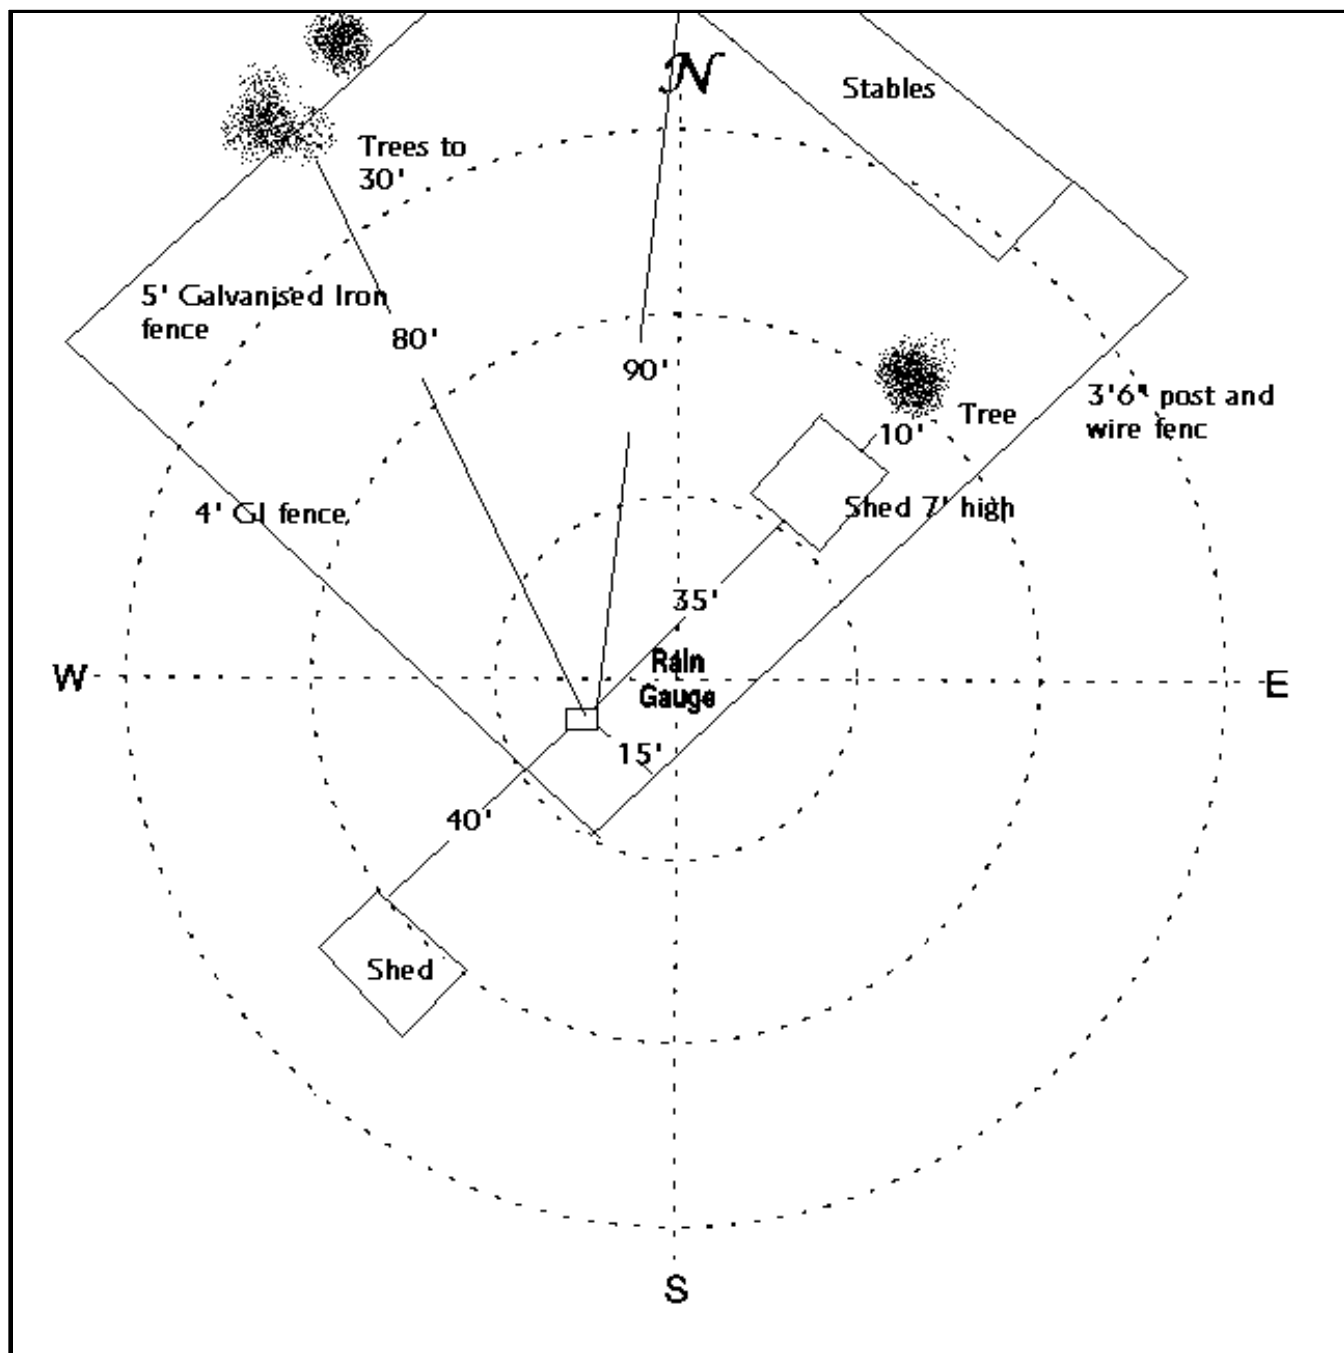 N
Stables
Trees to
30'
5' Galvanised Iron
fence
80'
90'
3'6" post and
wire fenc
Tree
10'
4' GI fence,
Shed 7' high
35'
Rain
Gauge
W
E
15'
40'
Shed
S